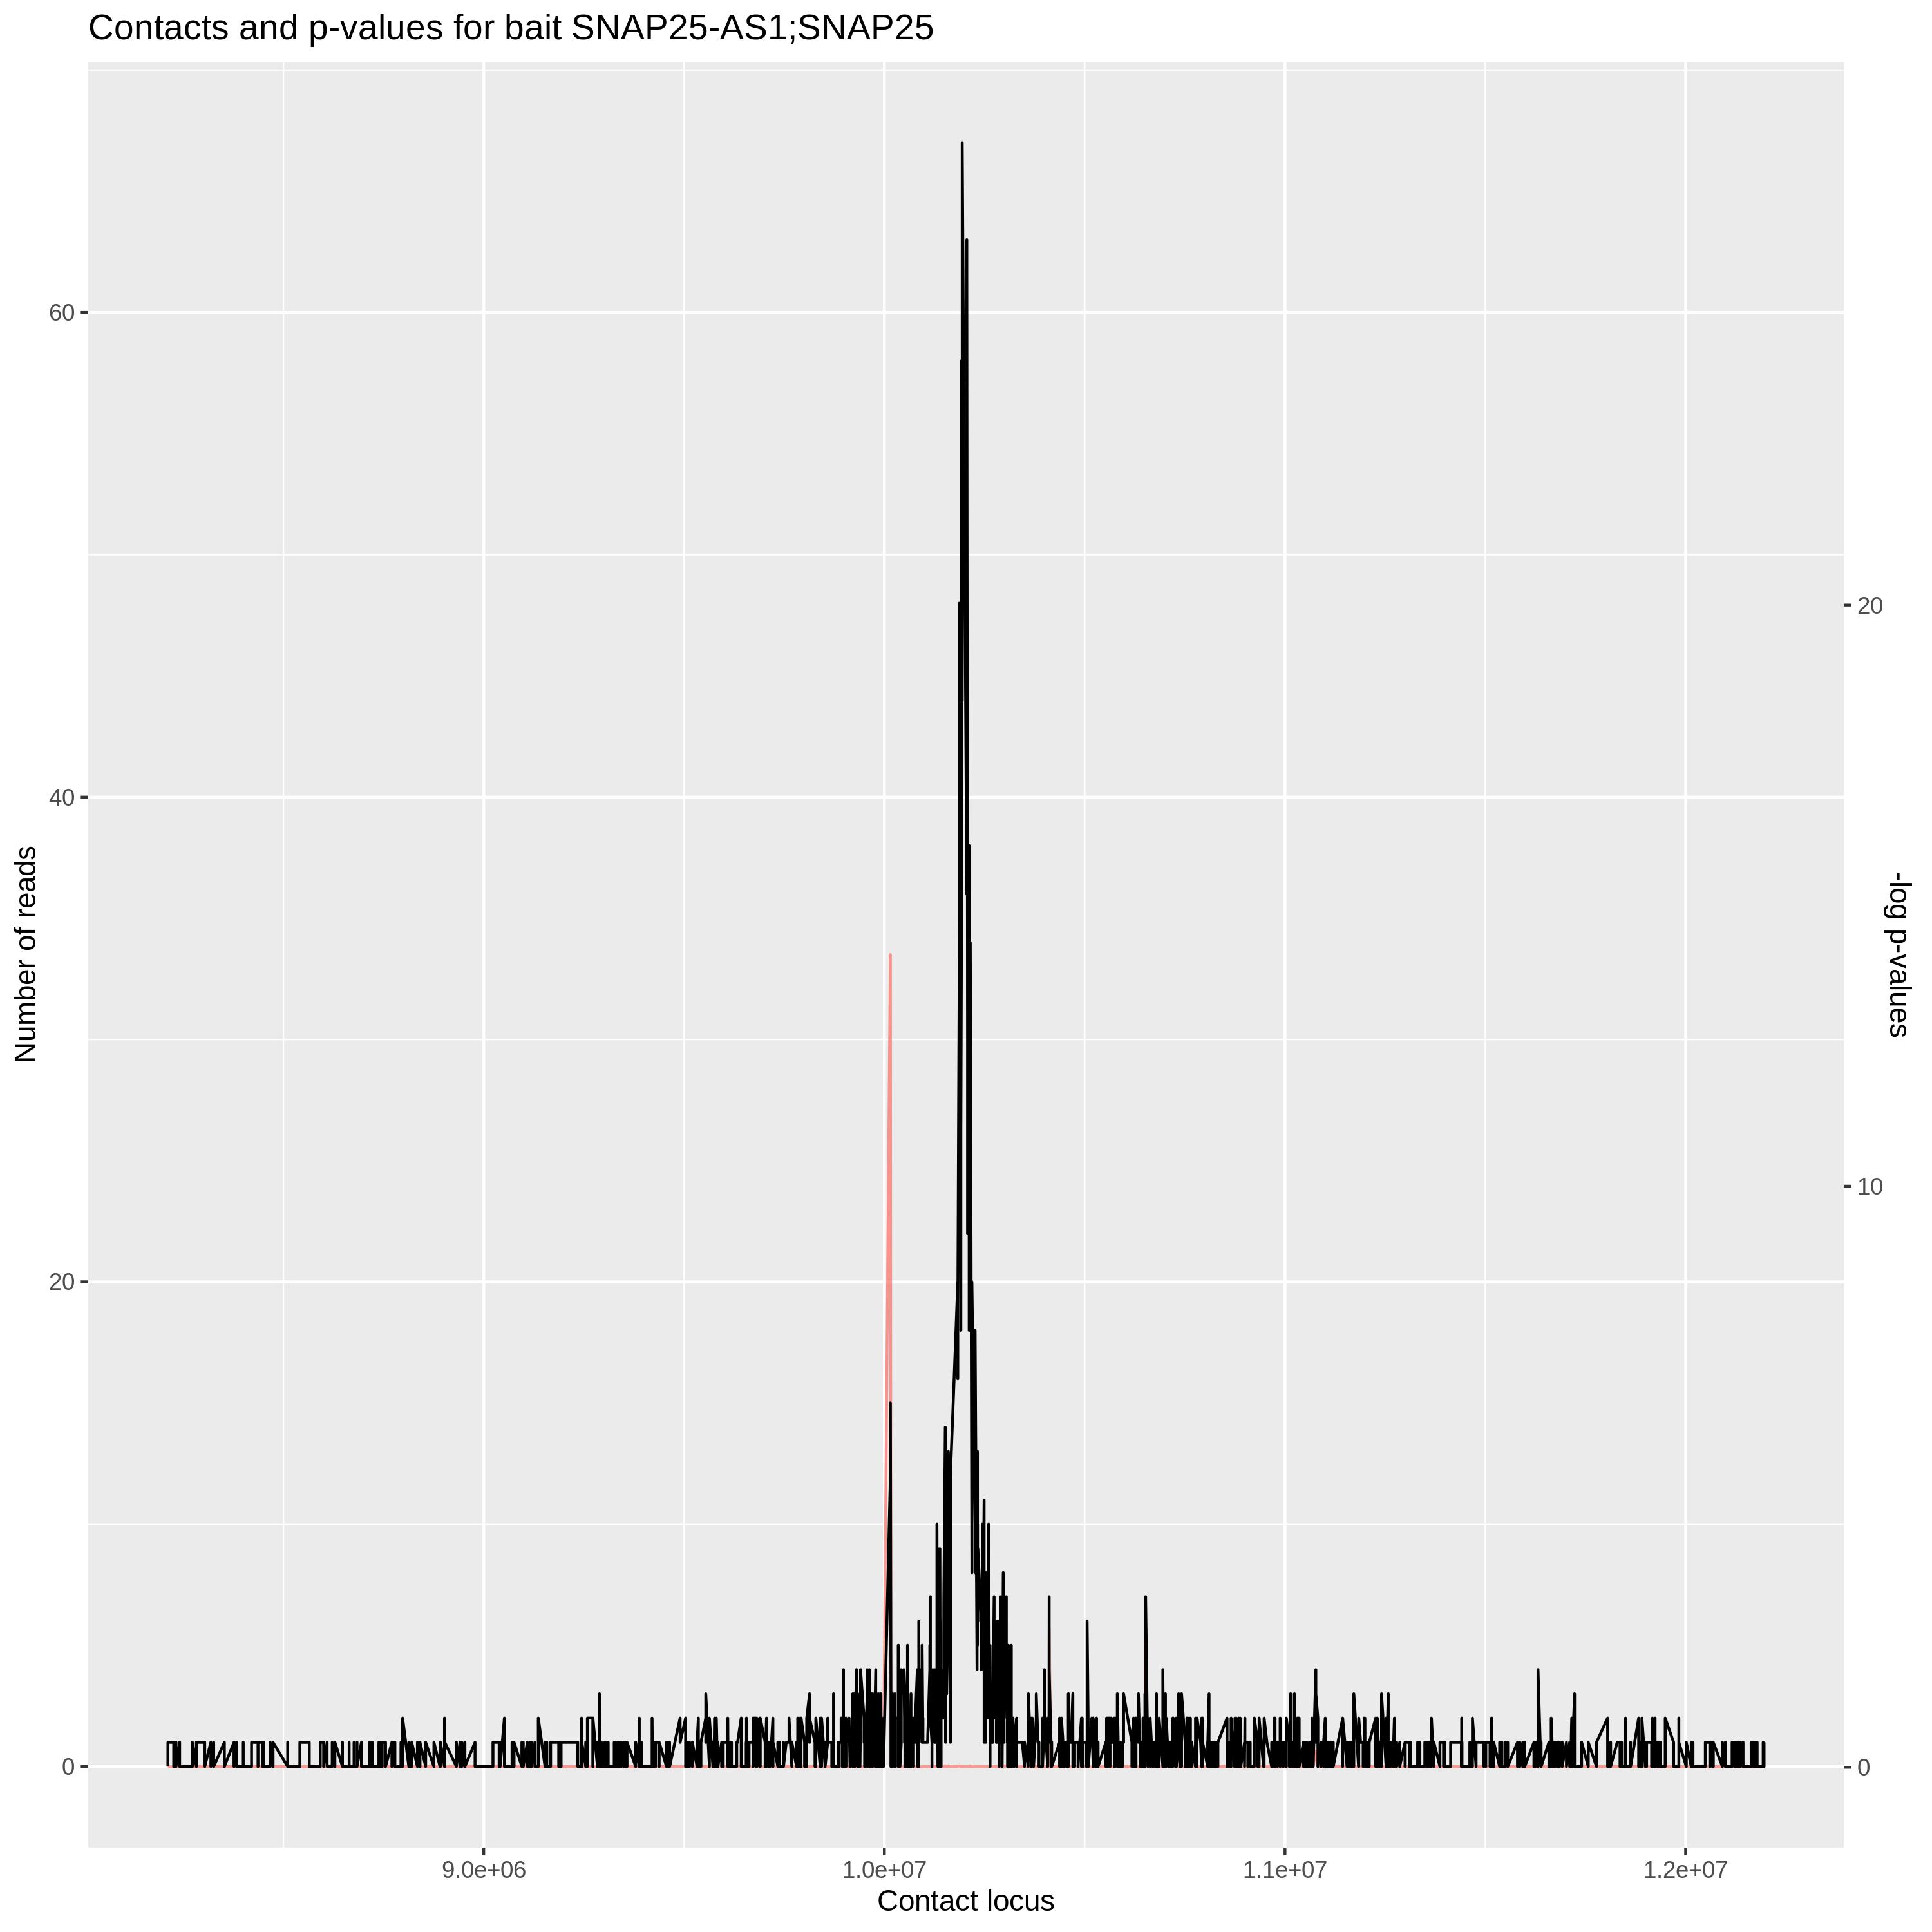 Contacts and p-values for bait SNAP25-AS1;SNAP25
60
40
20
0
Number of reads
20
10
0
-log p-values
9.0e+06
1.0e+07
1.1e+07
1.2e+07
Contact locus